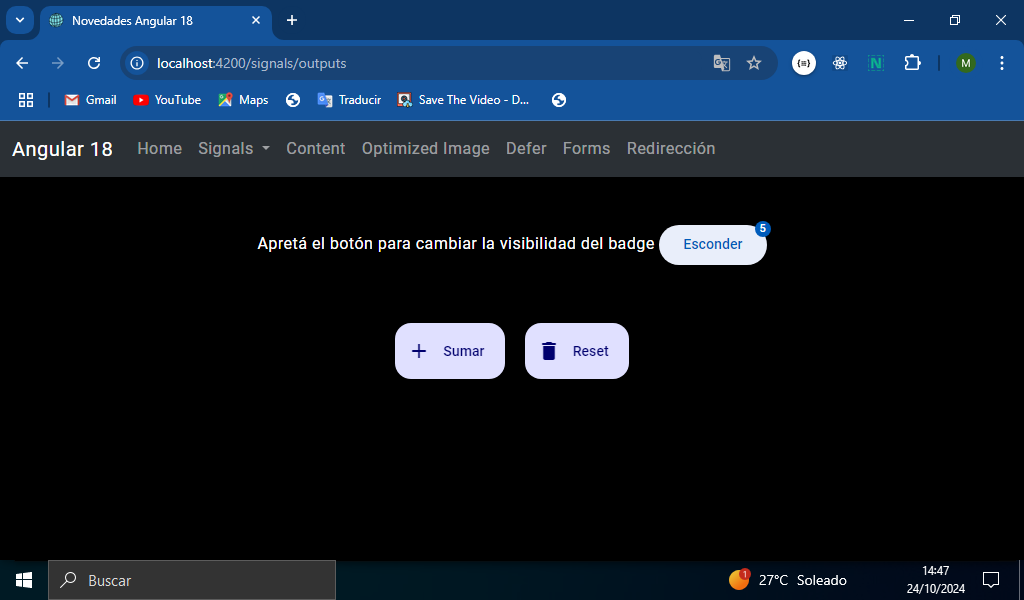 Novedades Angular 18
localhost:4200/signals/outputs
{=}
N
M
Gmail YouTube Maps Traducir Save The Video - D...
Angular 18 Home Signals Content Optimized Image Defer Forms Redirección
Apretá el botón para cambiar la visibilidad del badge Esconder 5
Sumar Reset
Buscar
1
27°C Soleado
14:47
24/10/2024